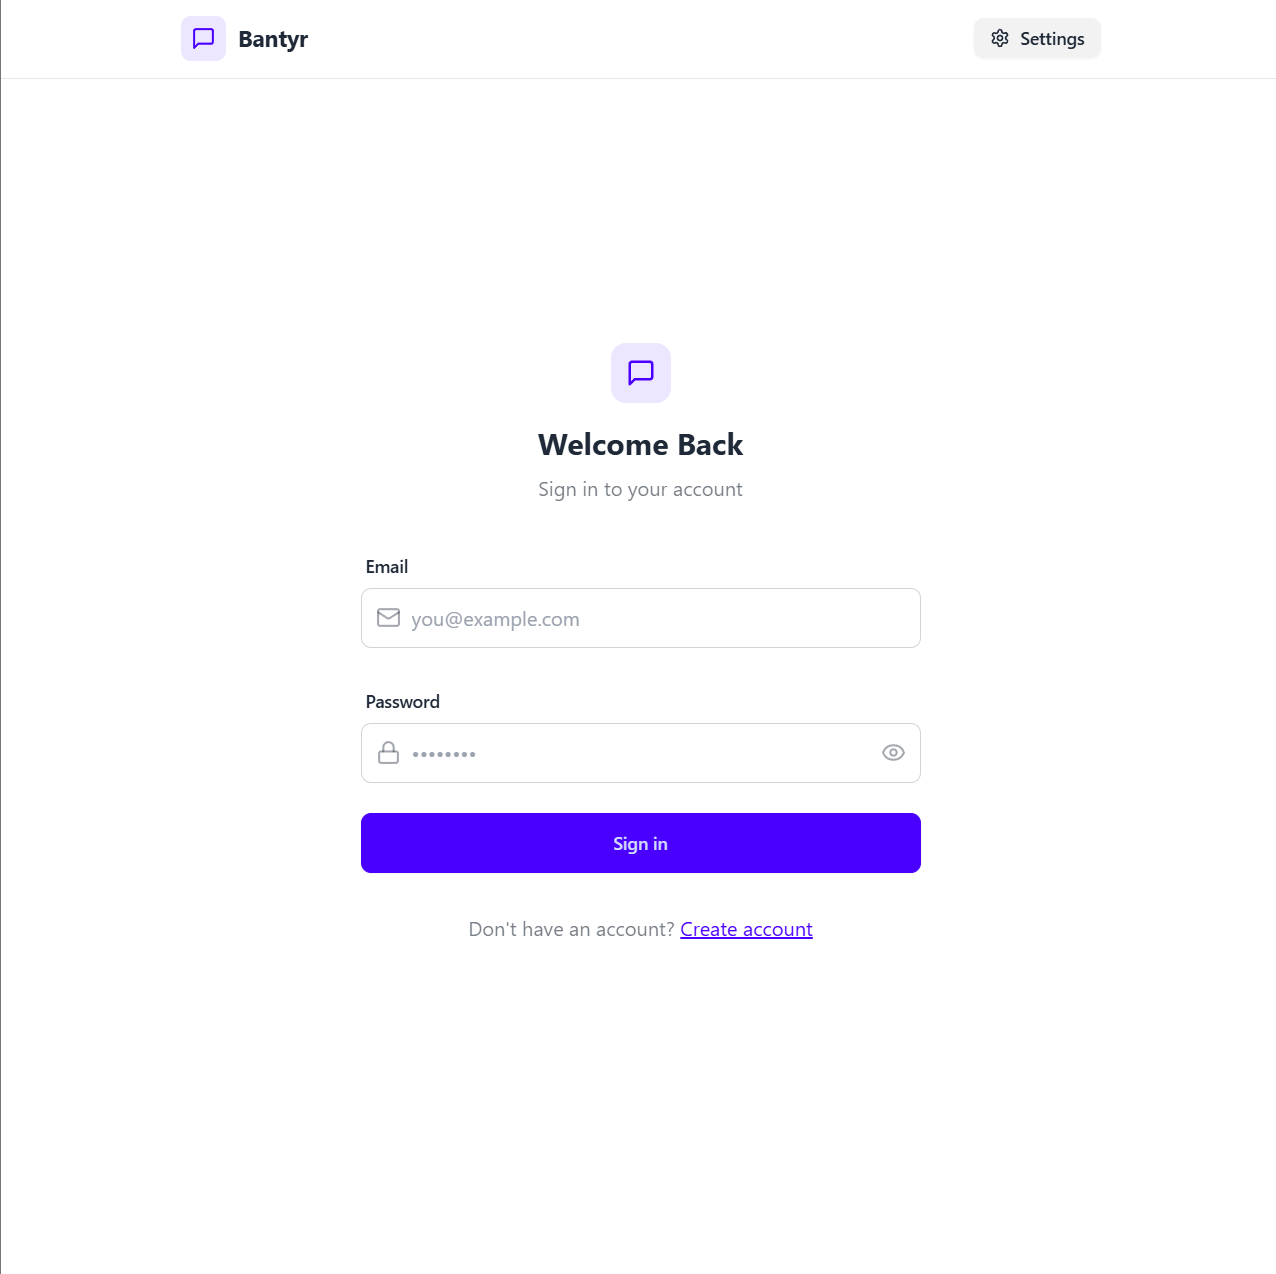 Bantyr
Settings
Welcome Back
Sign in to your account
Email
you@example.com
Password
••••••••
Sign in
Don't have an account? Create account